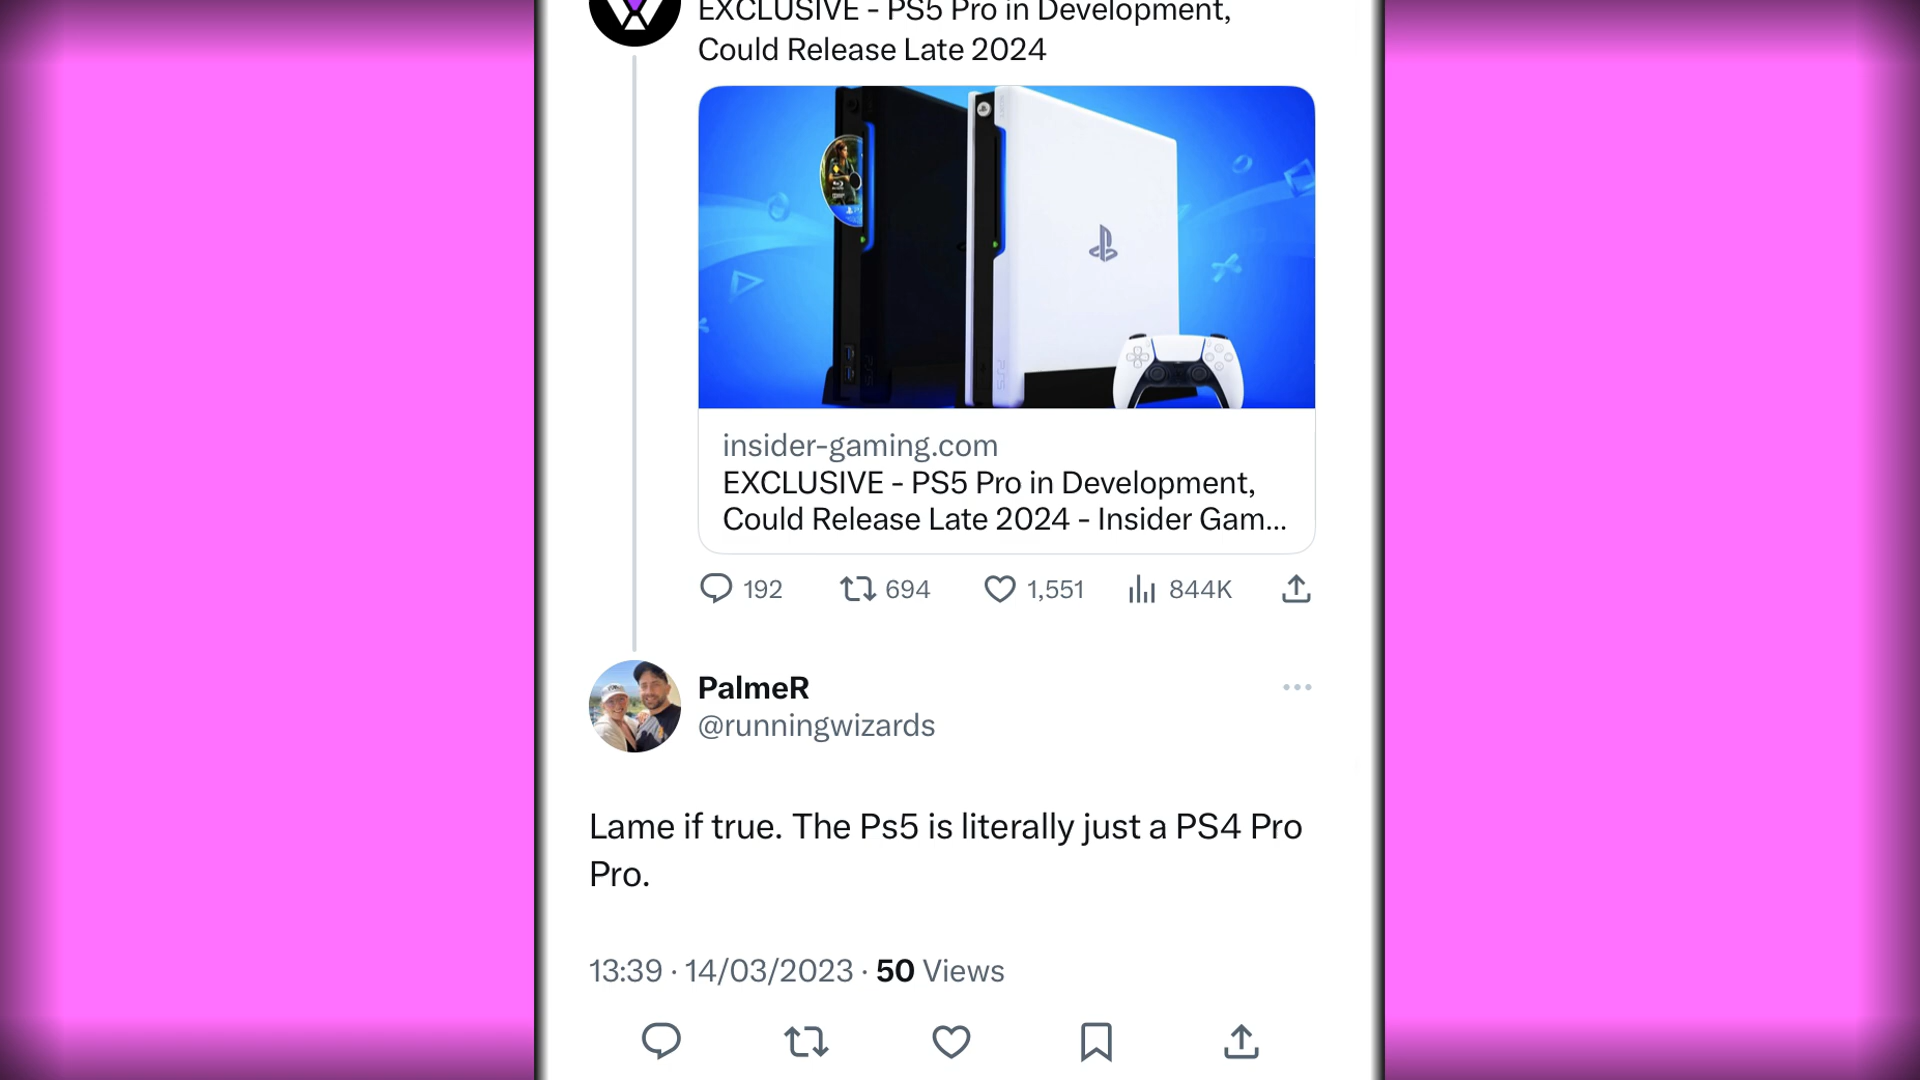 EXCLUSIVE - PS5 Pro in Development,
Could Release Late 2024
PS5
insider-gaming.com
EXCLUSIVE - PS5 Pro in Development,
Could Release Late 2024 - Insider Gam...
192 694 1,551 844K
PalmeR
@runningwizards
Lame if true. The Ps5 is literally just a PS4 Pro
Pro.
13:39 · 14/03/2023 · 50 Views